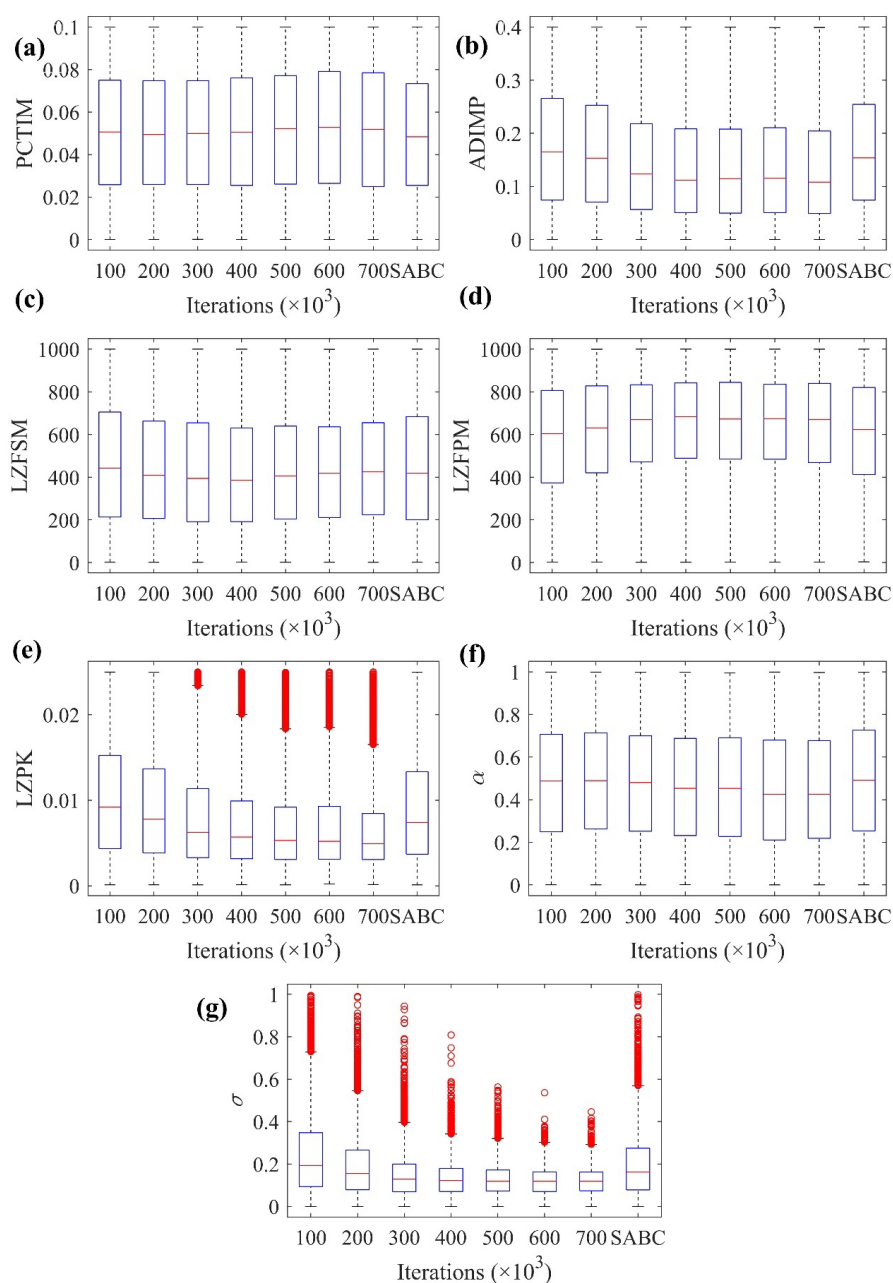 (a)
PCTIM
0.1
0.08
0.06
0.04
0.02
0
100 200 300 400 500 600 700SABC
Iterations (×10³)
(b)
ADIMP
0.4
0.3
0.2
0.1
0
100 200 300 400 500 600 700SABC
Iterations (×10³)
(c)
LZFSM
1000
800
600
400
200
0
100 200 300 400 500 600 700SABC
Iterations (×10³)
(d)
LZFPM
1000
800
600
400
200
0
100 200 300 400 500 600 700SABC
Iterations (×10³)
(e)
LZPK
0.02
0.01
0
100 200 300 400 500 600 700SABC
Iterations (×10³)
(f)
α
1
0.8
0.6
0.4
0.2
0
100 200 300 400 500 600 700SABC
Iterations (×10³)
(g)
σ
1
0.8
0.6
0.4
0.2
0
100 200 300 400 500 600 700 SABC
Iterations (×10³)